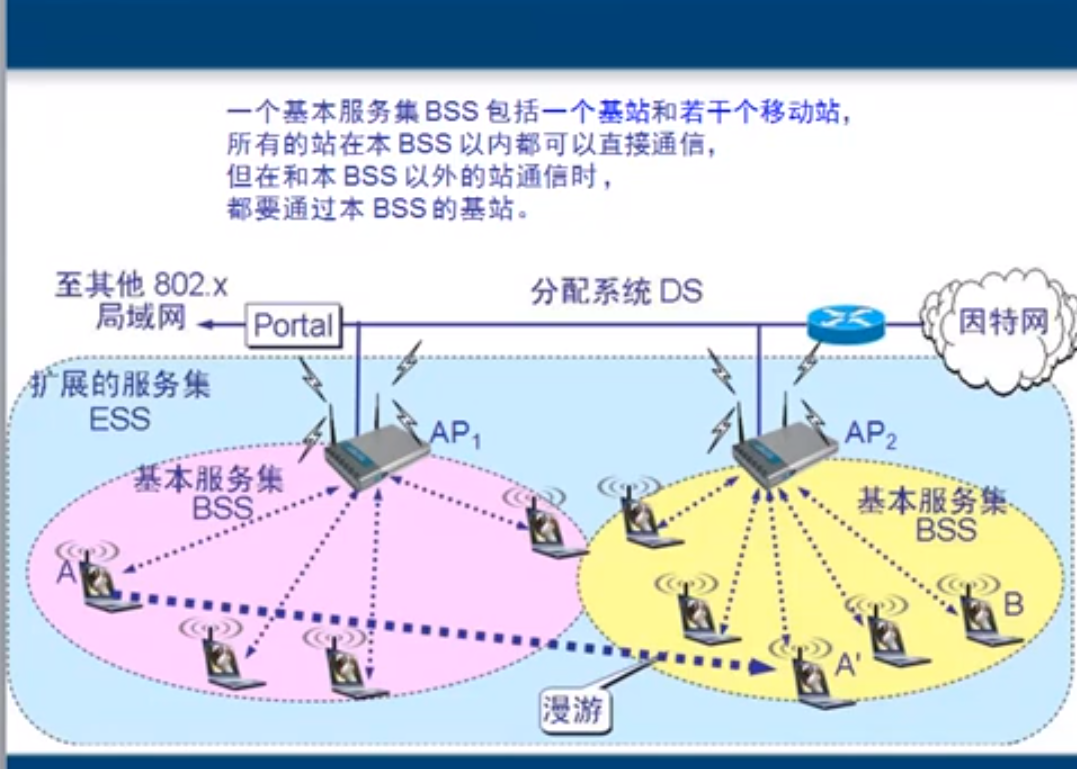 一个基本服务集 BSS 包括一个基站和若干个移动站，
所有的站在本 BSS 以内都可以直接通信，
但在和本 BSS 以外的站通信时，
都要通过本 BSS 的基站。
至其他 802.x
局域网
Portal
分配系统 DS
因特网
扩展的服务集
ESS
AP₁
AP₂
基本服务集
BSS
基本服务集
BSS
A
B
A'
漫游